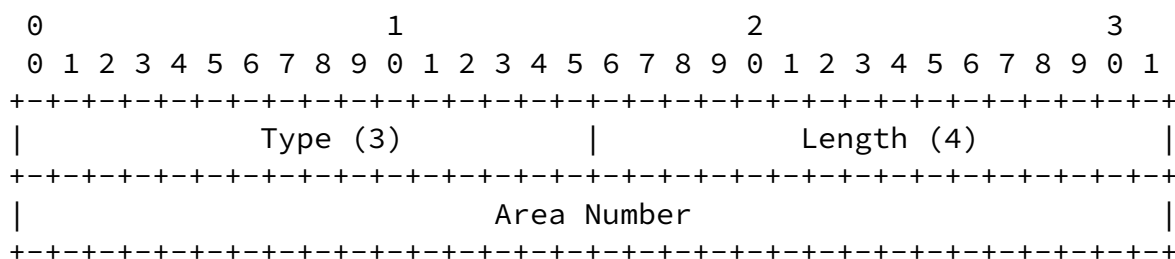 0                   1                   2                   3
 0 1 2 3 4 5 6 7 8 9 0 1 2 3 4 5 6 7 8 9 0 1 2 3 4 5 6 7 8 9 0 1
+-+-+-+-+-+-+-+-+-+-+-+-+-+-+-+-+-+-+-+-+-+-+-+-+-+-+-+-+-+-+-+-+
|             Type (3)          |           Length (4)          |
+-+-+-+-+-+-+-+-+-+-+-+-+-+-+-+-+-+-+-+-+-+-+-+-+-+-+-+-+-+-+-+-+
|                          Area Number                          |
+-+-+-+-+-+-+-+-+-+-+-+-+-+-+-+-+-+-+-+-+-+-+-+-+-+-+-+-+-+-+-+-+